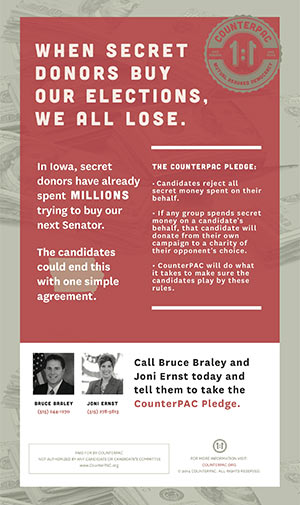 COUNTERPAC
1:1
MUTUAL ASSURED DEMOCRACY
WHEN SECRET
DONORS BUY
OUR ELECTIONS,
WE ALL LOSE.
In Iowa, secret
donors have already
spent MILLIONS
trying to buy our
next Senator.
The candidates
could end this
with one simple
agreement.
THE COUNTERPAC PLEDGE:
• Candidates reject all
secret money spent on their
behalf.
• If any group spends secret
money on a candidate's
behalf, that candidate will
donate from their own
campaign to a charity of
their opponent's choice.
• CounterPAC will do what
it takes to make sure the
candidates play by these
rules.
BRUCE BRALEY
JONI ERNST
Call Bruce Braley and
Joni Ernst today and
tell them to take the
CounterPAC Pledge.
PAID FOR BY COUNTERPAC
NOT AUTHORIZED BY ANY CANDIDATE OR CANDIDATE'S COMMITTEE
www.CounterPAC.org
1:1
FOR MORE INFORMATION VISIT:
COUNTERPAC.ORG
© 2014 COUNTERPAC. ALL RIGHTS RESERVED.